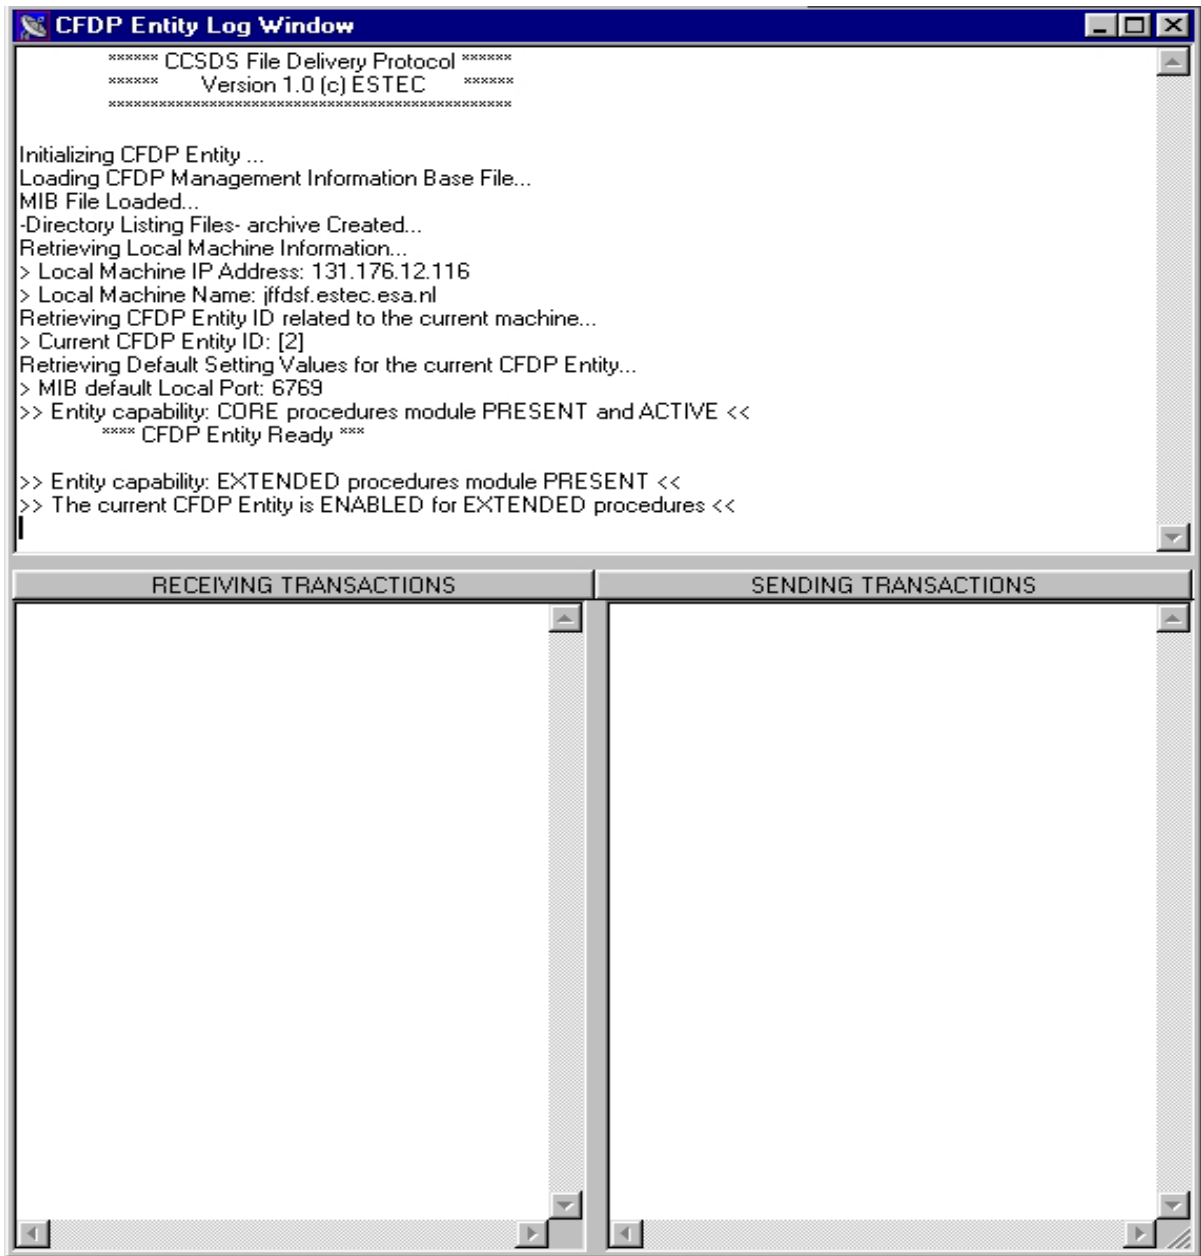 CFDP Entity Log Window
****** CCSDS File Delivery Protocol ******
****** Version 1.0 (c) ESTEC ******
************************************************
Initializing CFDP Entity ...
Loading CFDP Management Information Base File...
MIB File Loaded...
-Directory Listing Files- archive Created...
Retrieving Local Machine Information...
> Local Machine IP Address: 131.176.12.116
> Local Machine Name: jffdsf.estec.esa.nl
Retrieving CFDP Entity ID related to the current machine...
> Current CFDP Entity ID: [2]
Retrieving Default Setting Values for the current CFDP Entity...
> MIB default Local Port: 6769
>> Entity capability: CORE procedures module PRESENT and ACTIVE <<
**** CFDP Entity Ready ***
>> Entity capability: EXTENDED procedures module PRESENT <<
>> The current CFDP Entity is ENABLED for EXTENDED procedures <<
RECEIVING TRANSACTIONS
SENDING TRANSACTIONS